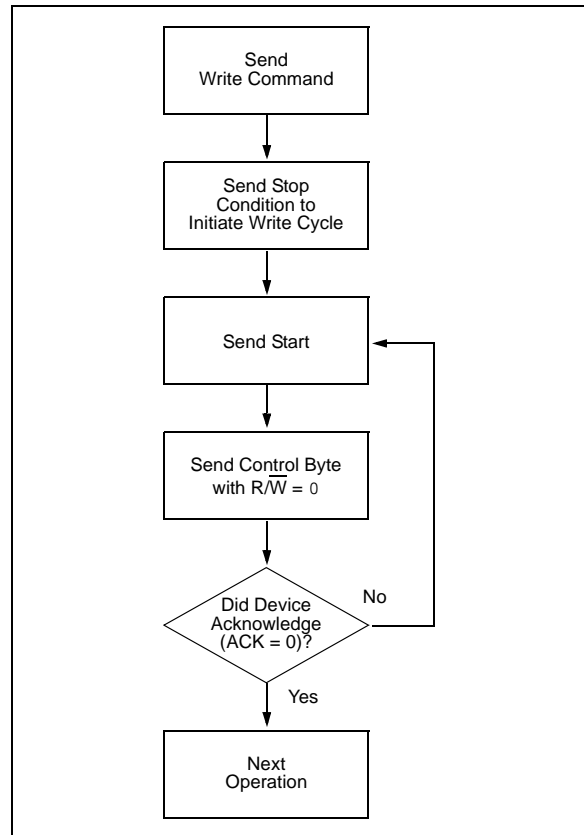 Send
Write Command
Send Stop
Condition to
Initiate Write Cycle
Send Start
Send Control Byte
with R/W̅ = 0
Did Device
Acknowledge
(ACK = 0)?
No
Yes
Next
Operation